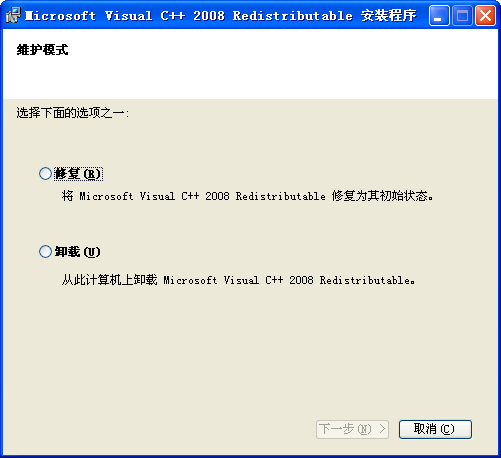 Microsoft Visual C++ 2008 Redistributable 安装程序
维护模式
选择下面的选项之一:
修复(R)
将 Microsoft Visual C++ 2008 Redistributable 修复为其初始状态。
卸载(U)
从此计算机上卸载 Microsoft Visual C++ 2008 Redistributable。
下一步(N) > 取消(C)